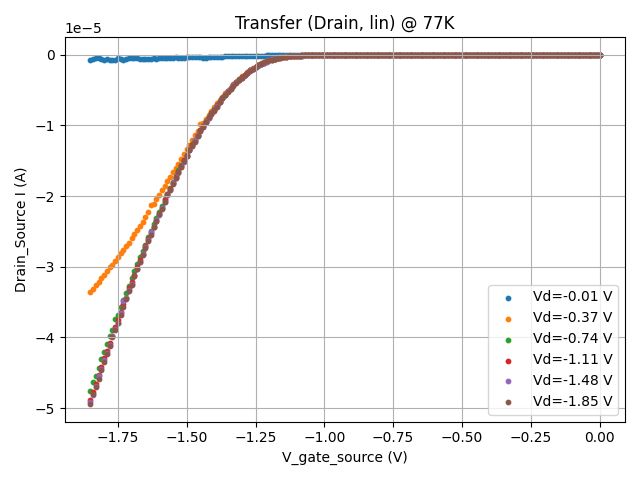 Transfer (Drain, lin) @ 77K
1e−5
0
−1
−2
−3
−4
−5
Drain_Source I (A)
−1.75
−1.50
−1.25
−1.00
−0.75
−0.50
−0.25
0.00
V_gate_source (V)
Vd=-0.01 V
Vd=-0.37 V
Vd=-0.74 V
Vd=-1.11 V
Vd=-1.48 V
Vd=-1.85 V